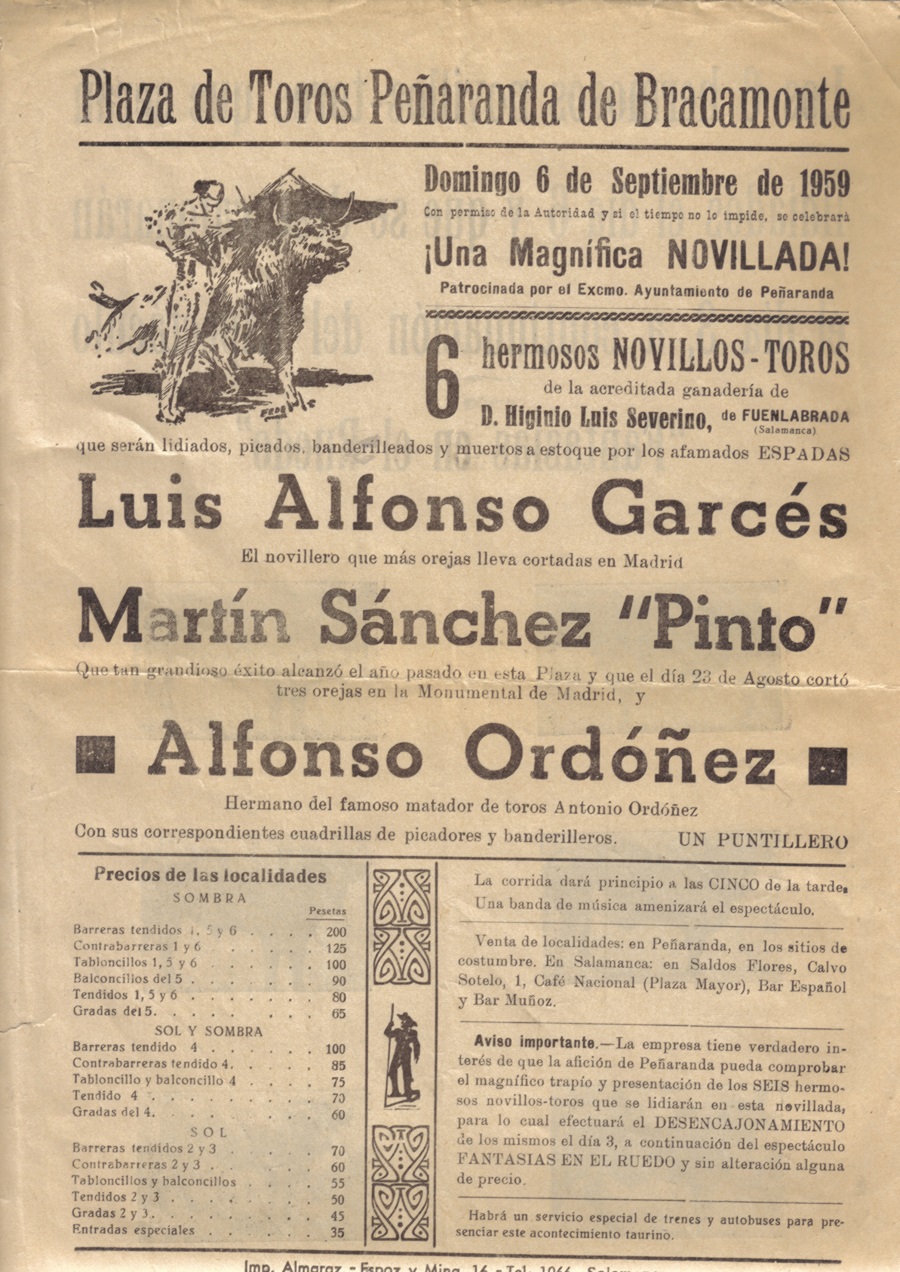 Plaza de Toros Peñaranda de Bracamonte
Domingo 6 de Septiembre de 1959
Con permiso de la Autoridad y si el tiempo no lo impide, se celebrará
¡Una Magnífica NOVILLADA!
Patrocinada por el Excmo. Ayuntamiento de Peñaranda
6 hermosos NOVILLOS-TOROS
de la acreditada ganadería de
D. Higinio Luis Severino, de FUENLABRADA
(Salamanca)
que serán lidiados, picados, banderilleados y muertos a estoque por los afamados ESPADAS
Luis Alfonso Garcés
El novillero que más orejas lleva cortadas en Madrid
Martín Sánchez "Pinto"
Que tan grandioso éxito alcanzó el año pasado en esta Plaza y que el día 23 de Agosto cortó
tres orejas en la Monumental de Madrid, y
Alfonso Ordóñez
Hermano del famoso matador de toros Antonio Ordóñez
Con sus correspondientes cuadrillas de picadores y banderilleros. UN PUNTILLERO
Precios de las localidades
SOMBRA
Pesetas
Barreras tendidos 1, 5 y 6 . . . . 200
Contrabarreras 1 y 6 . . . . . . 125
Tabloncillos 1, 5 y 6 . . . . . . 100
Balconcillos del 5 . . . . . . . 90
Tendidos 1, 5 y 6 . . . . . . . 80
Gradas del 5. . . . . . . . . 65
SOL Y SOMBRA
Barreras tendido 4 . . . . . . 100
Contrabarreras tendido 4. . . . . 85
Tabloncillo y balconcillo 4 . . . . 75
Tendido 4 . . . . . . . . . 70
Gradas del 4. . . . . . . . . 60
SOL
Barreras tendidos 2 y 3 . . . . . 70
Contrabarreras 2 y 3 . . . . . . 60
Tabloncillos y balconcillos . . . . 55
Tendidos 2 y 3 . . . . . . . . 50
Gradas 2 y 3. . . . . . . . . 45
Entradas especiales . . . . . . 35
La corrida dará principio a las CINCO de la tarde.
Una banda de música amenizará el espectáculo.
Venta de localidades: en Peñaranda, en los sitios de
costumbre. En Salamanca: en Saldos Flores, Calvo
Sotelo, 1, Café Nacional (Plaza Mayor), Bar Español
y Bar Muñoz.
Aviso importante.—La empresa tiene verdadero in-
terés de que la afición de Peñaranda pueda comprobar
el magnífico trapío y presentación de los SEIS hermo-
sos novillos-toros que se lidiarán en esta novillada,
para lo cual efectuará el DESENCAJONAMIENTO
de los mismos el día 3, a continuación del espectáculo
FANTASIAS EN EL RUEDO y sin alteración alguna
de precio.
Habrá un servicio especial de trenes y autobuses para pre-
senciar este acontecimiento taurino.
Imp. Almaraz - Espoz y Mina, 16 - Tel. 1966 - Salamanca